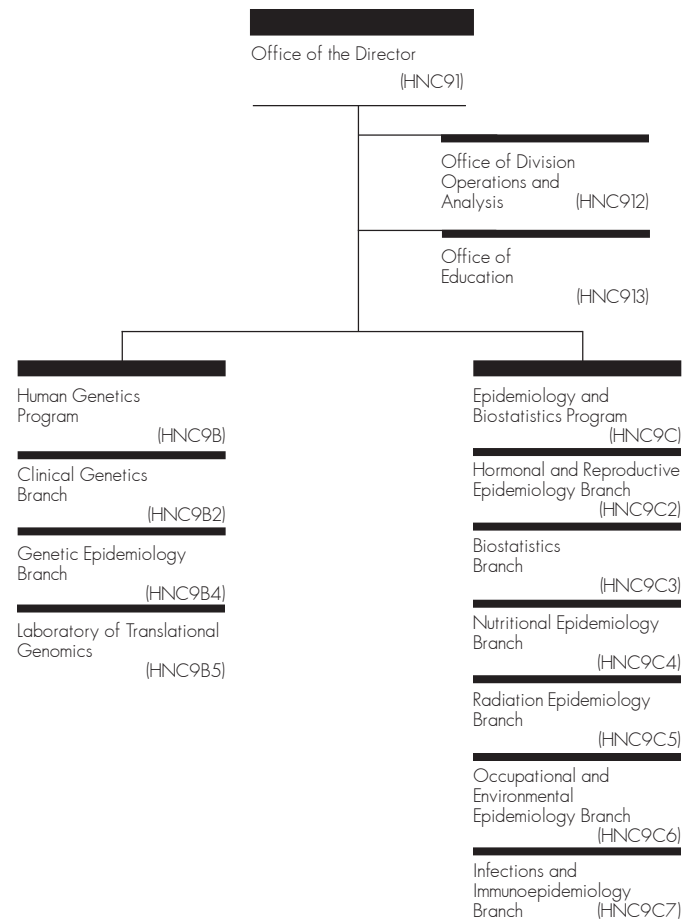 Office of the Director
(HNC91)
Office of Division
Operations and
Analysis (HNC912)
Office of
Education
(HNC913)
Human Genetics
Program
(HNC9B)
Clinical Genetics
Branch
(HNC9B2)
Genetic Epidemiology
Branch
(HNC9B4)
Laboratory of Translational
Genomics
(HNC9B5)
Epidemiology and
Biostatistics Program
(HNC9C)
Hormonal and Reproductive
Epidemiology Branch
(HNC9C2)
Biostatistics
Branch
(HNC9C3)
Nutritional Epidemiology
Branch
(HNC9C4)
Radiation Epidemiology
Branch
(HNC9C5)
Occupational and
Environmental
Epidemiology Branch
(HNC9C6)
Infections and
Immunoepidemiology
Branch (HNC9C7)